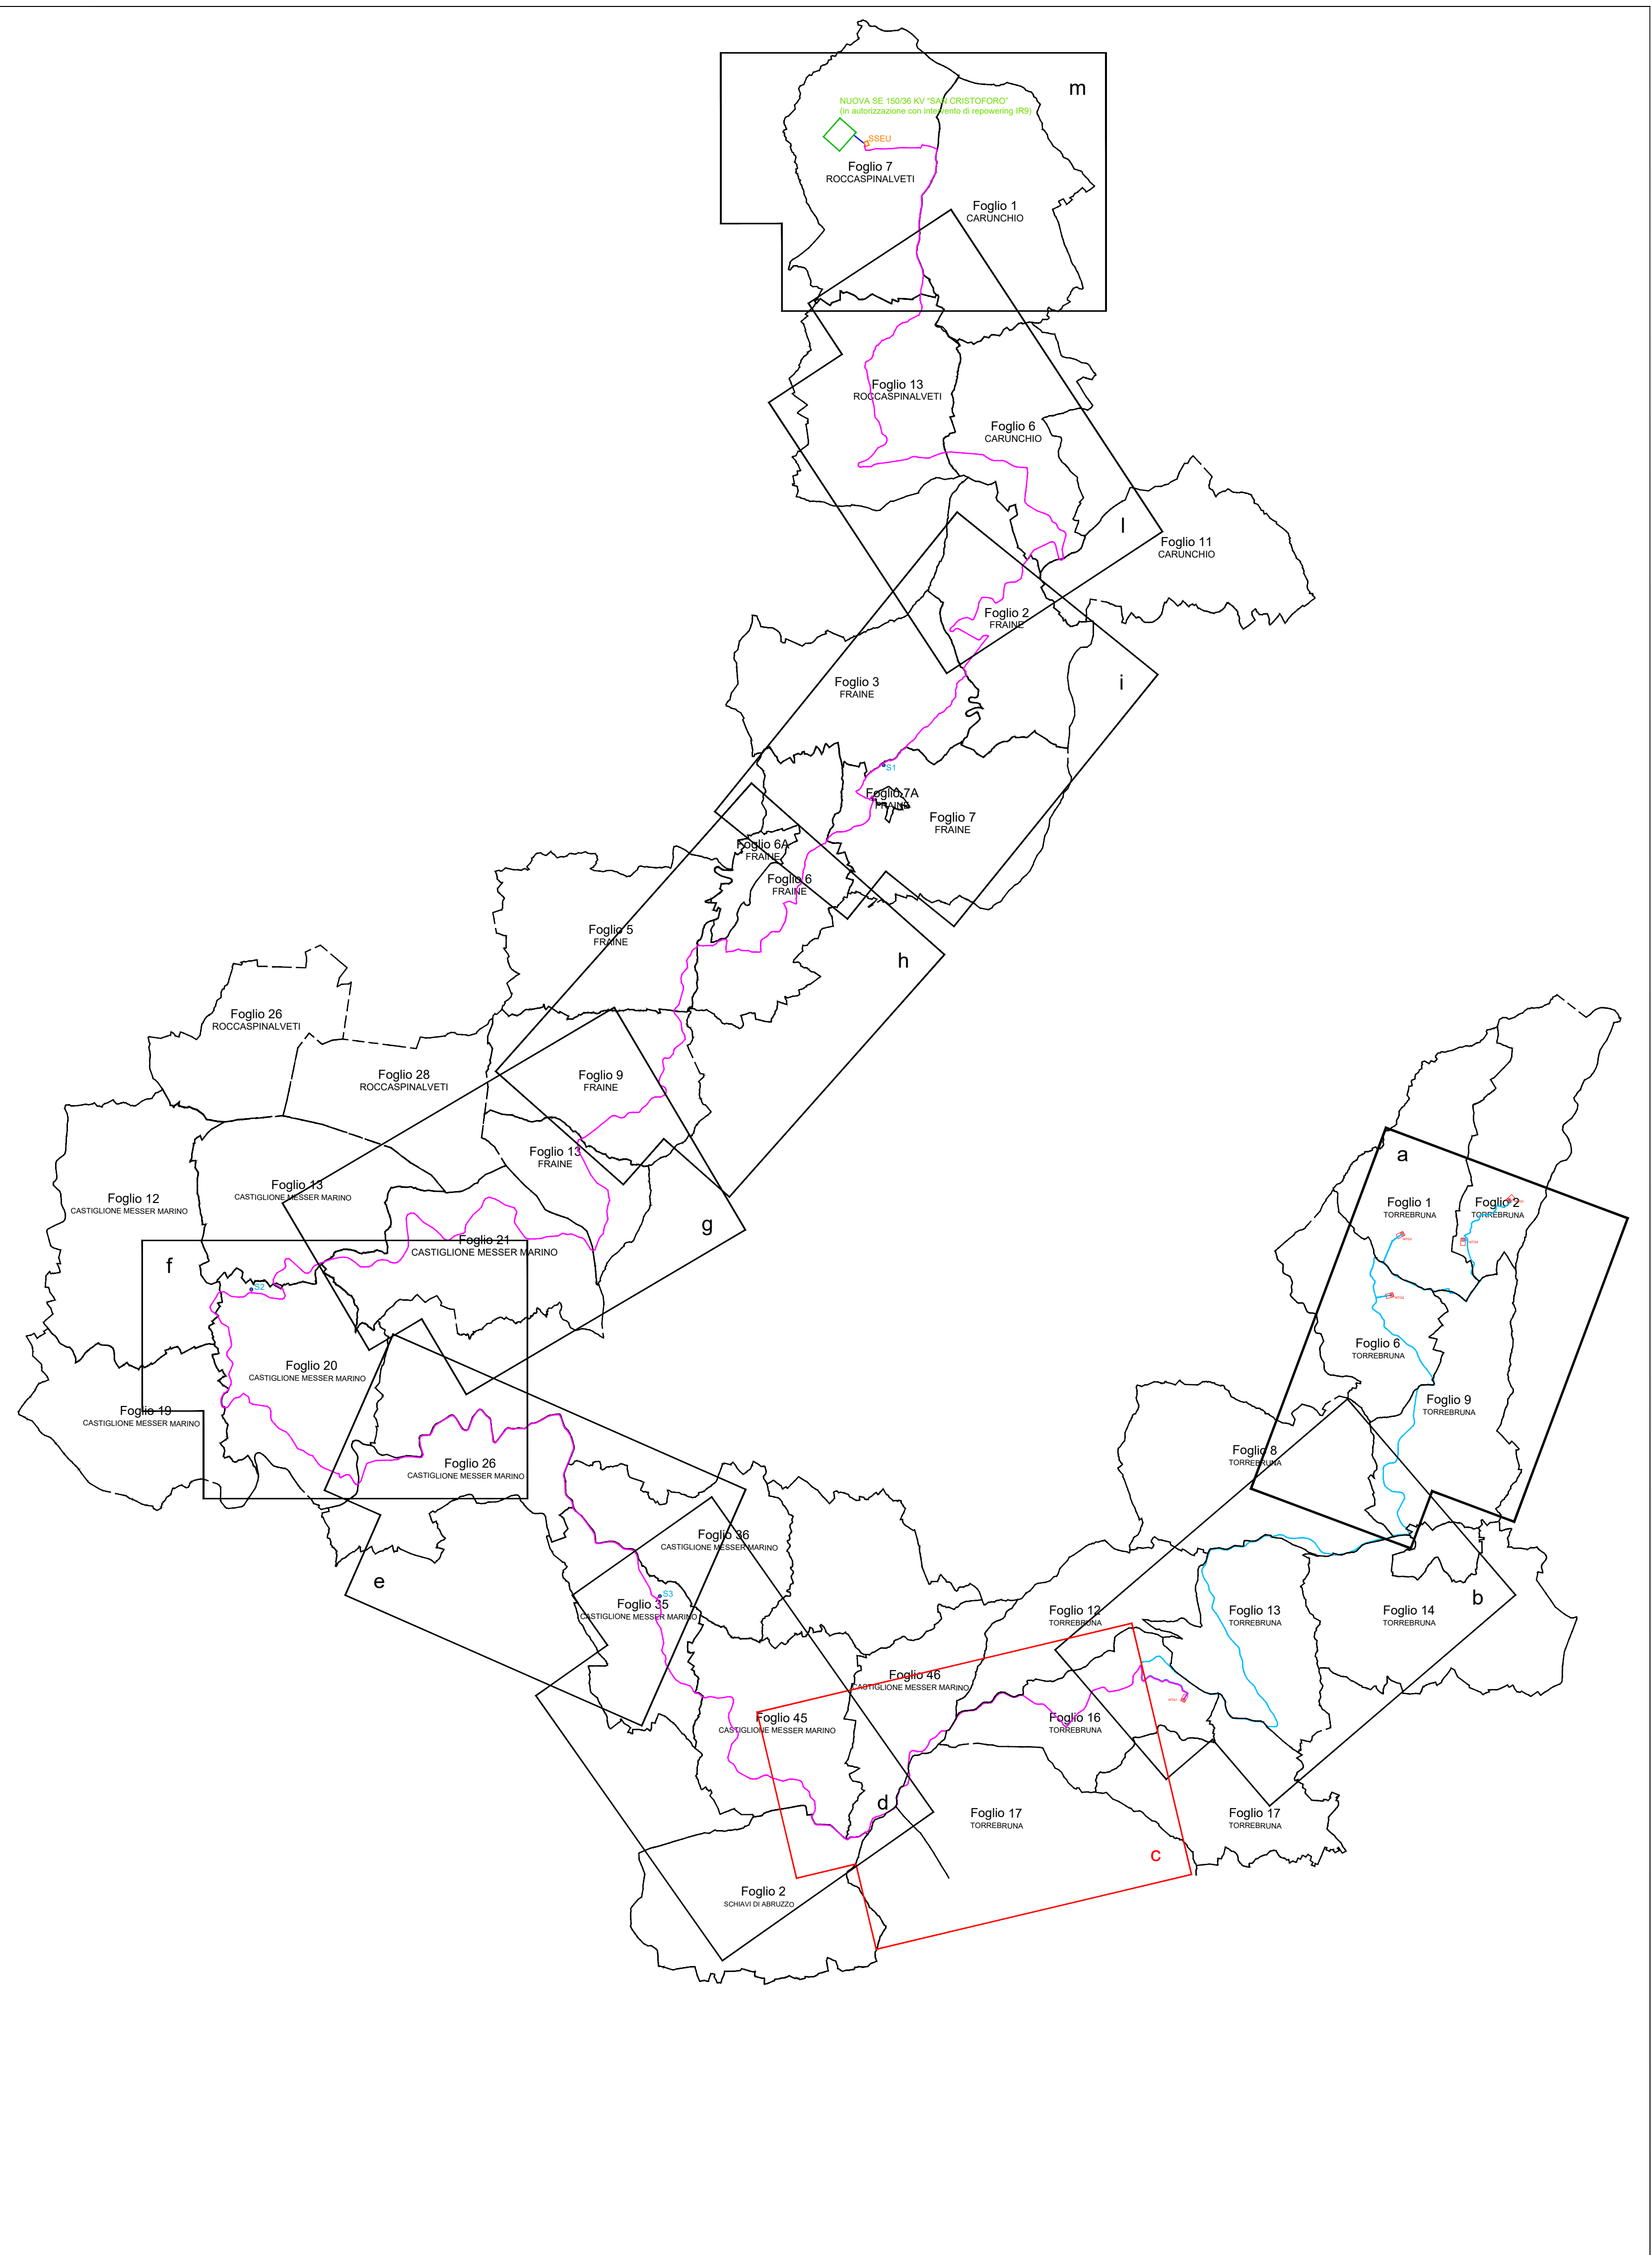 m
NUOVA SE 150/36 KV "SAN CRISTOFORO"
(in autorizzazione con intervento di repowering IR9)
SSEU
Foglio 7
ROCCASPINALVETI
Foglio 1
CARUNCHIO
Foglio 13
ROCCASPINALVETI
Foglio 6
CARUNCHIO
l
Foglio 11
CARUNCHIO
Foglio 2
FRAINE
Foglio 3
FRAINE
i
S1
Foglio 7A
FRAINE
Foglio 7
FRAINE
Foglio 6A
FRAINE
Foglio 6
FRAINE
Foglio 5
FRAINE
h
Foglio 26
ROCCASPINALVETI
Foglio 28
ROCCASPINALVETI
Foglio 9
FRAINE
Foglio 13
FRAINE
Foglio 13
CASTIGLIONE MESSER MARINO
Foglio 12
CASTIGLIONE MESSER MARINO
g
Foglio 21
CASTIGLIONE MESSER MARINO
f
S2
Foglio 20
CASTIGLIONE MESSER MARINO
Foglio 19
CASTIGLIONE MESSER MARINO
Foglio 26
CASTIGLIONE MESSER MARINO
e
Foglio 36
CASTIGLIONE MESSER MARINO
S3
Foglio 35
CASTIGLIONE MESSER MARINO
Foglio 46
CASTIGLIONE MESSER MARINO
Foglio 45
CASTIGLIONE MESSER MARINO
d
Foglio 2
SCHIAVI DI ABRUZZO
a
Foglio 1
TORREBRUNA
Foglio 2
TORREBRUNA
Foglio 6
TORREBRUNA
Foglio 9
TORREBRUNA
Foglio 8
TORREBRUNA
b
Foglio 12
TORREBRUNA
Foglio 13
TORREBRUNA
Foglio 14
TORREBRUNA
Foglio 16
TORREBRUNA
Foglio 17
TORREBRUNA
Foglio 17
TORREBRUNA
c